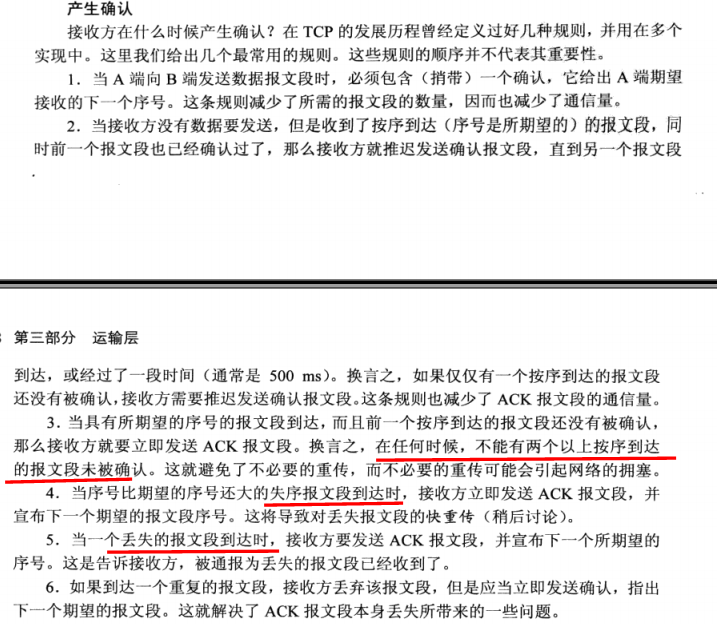 产生确认
接收方在什么时候产生确认？在 TCP 的发展历程曾经定义过好几种规则，并用在多个
实现中。这里我们给出几个最常用的规则。这些规则的顺序并不代表其重要性。
1．当 A 端向 B 端发送数据报文段时，必须包含（捎带）一个确认，它给出 A 端期望
接收的下一个序号。这条规则减少了所需的报文段的数量，因而也减少了通信量。
2．当接收方没有数据要发送，但是收到了按序到达（序号是所期望的）的报文段，同
时前一个报文段也已经确认过了，那么接收方就推迟发送确认报文段，直到另一个报文段
第三部分 运输层
到达，或经过了一段时间（通常是 500 ms）。换言之，如果仅仅有一个按序到达的报文段
还没有被确认，接收方需要推迟发送确认报文段。这条规则也减少了 ACK 报文段的通信量。
3．当具有所期望的序号的报文段到达，而且前一个按序到达的报文段还没有被确认，
那么接收方就要立即发送 ACK 报文段。换言之，在任何时候，不能有两个以上按序到达
的报文段未被确认。这就避免了不必要的重传，而不必要的重传可能会引起网络的拥塞。
4．当序号比期望的序号还大的失序报文段到达时，接收方立即发送 ACK 报文段，并
宣布下一个期望的报文段序号。这将导致对丢失报文段的快重传（稍后讨论）。
5．当一个丢失的报文段到达时，接收方要发送 ACK 报文段，并宣布下一个所期望的
序号。这是告诉接收方，被通报为丢失的报文段已经收到了。
6．如果到达一个重复的报文段，接收方丢弃该报文段，但是应当立即发送确认，指出
下一个期望的报文段。这就解决了 ACK 报文段本身丢失所带来的一些问题。